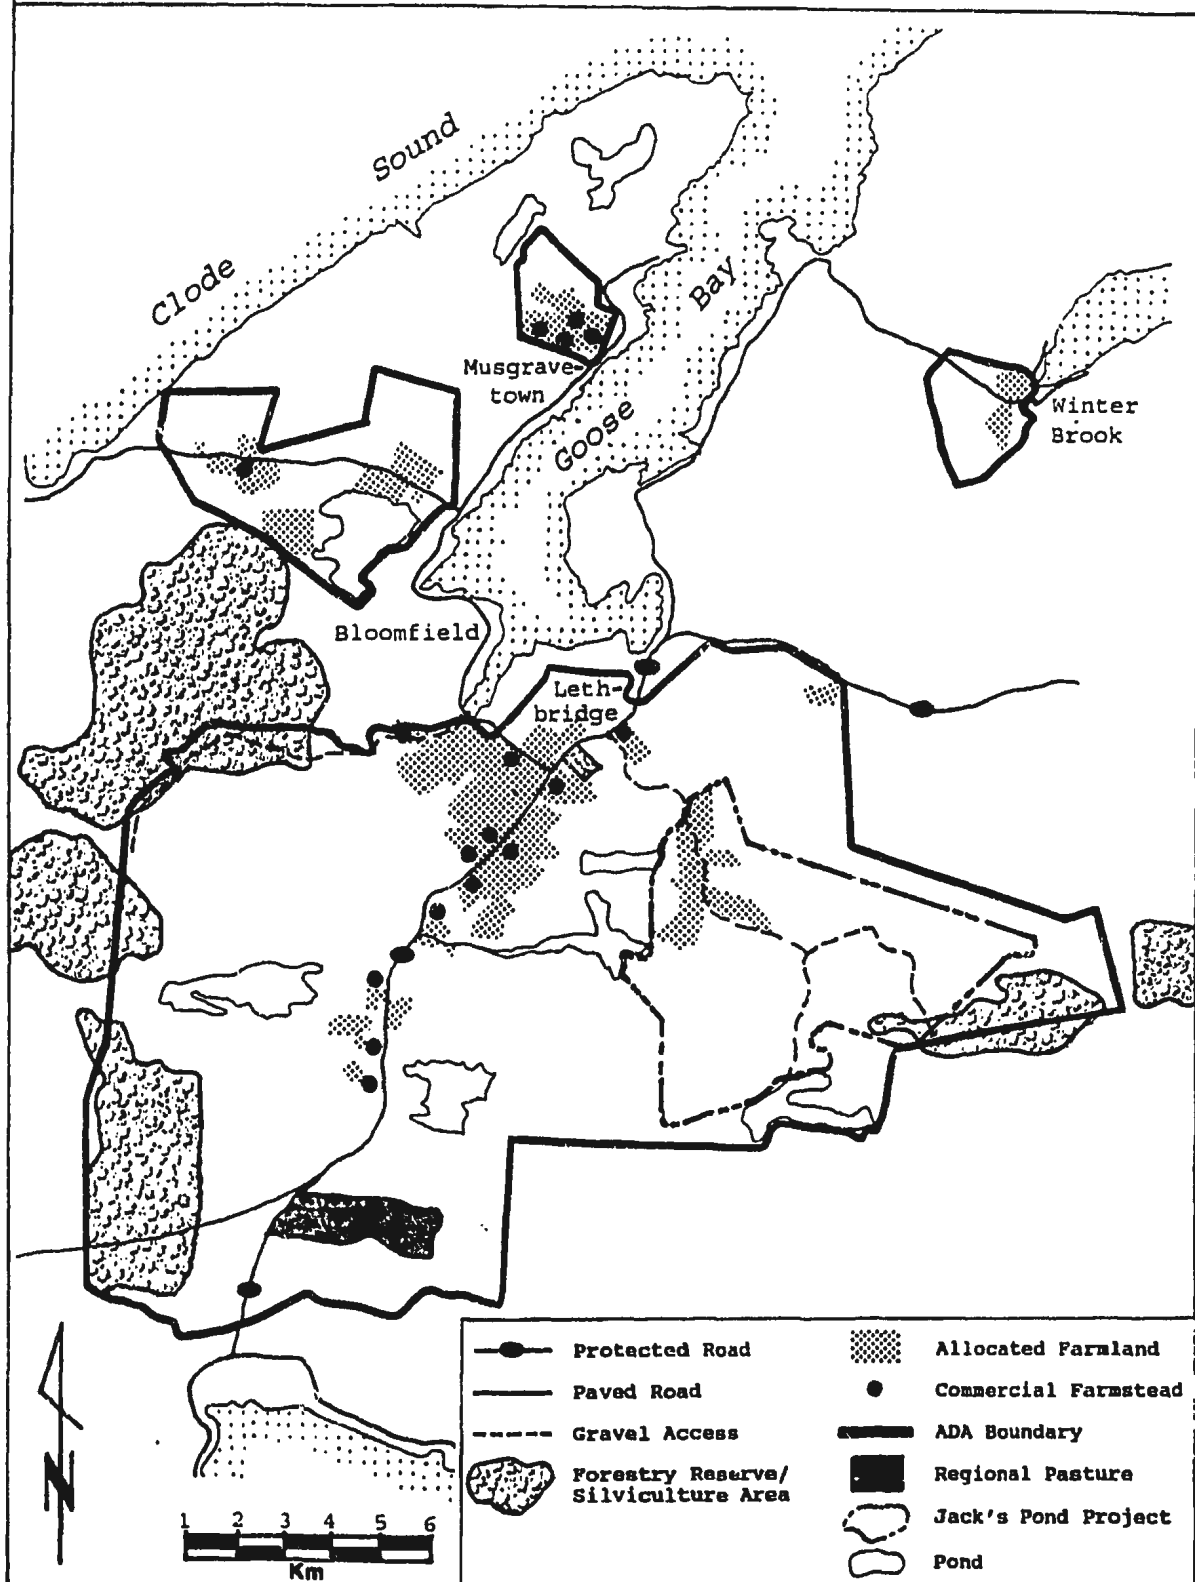 Clode Sound
Goose Bay
Musgrave-
town
Winter
Brook
Bloomfield
Leth-
bridge
N
1 2 3 4 5 6
Km
Protected Road
Paved Road
Gravel Access
Forestry Reserve/
Silviculture Area
Allocated Farmland
Commercial Farmstead
ADA Boundary
Regional Pasture
Jack's Pond Project
Pond